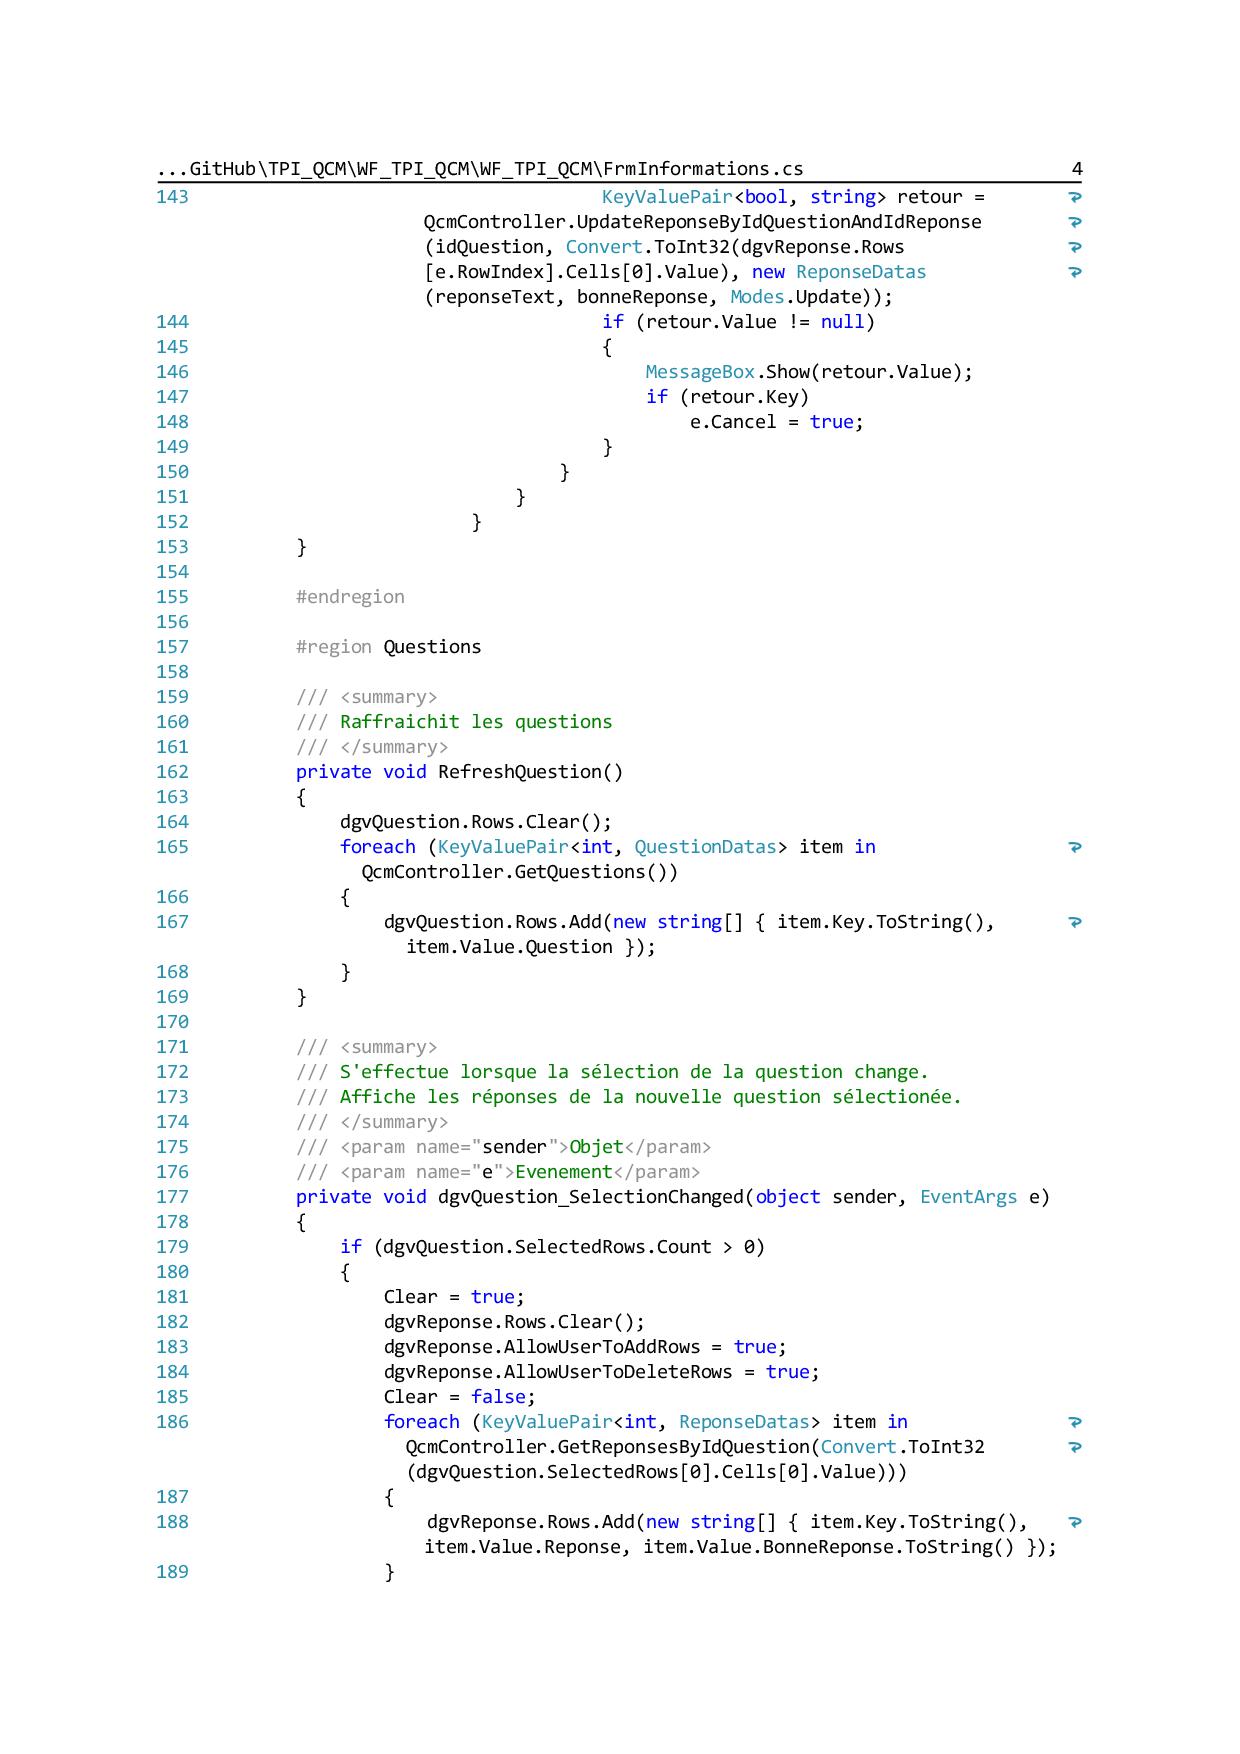 ...GitHub\TPI_QCM\WF_TPI_QCM\WF_TPI_QCM\FrmInformations.cs 4
143 KeyValuePair<bool, string> retour =
QcmController.UpdateReponseByIdQuestionAndIdReponse
(idQuestion, Convert.ToInt32(dgvReponse.Rows
[e.RowIndex].Cells[0].Value), new ReponseDatas
(reponseText, bonneReponse, Modes.Update));
144 if (retour.Value != null)
145 {
146 MessageBox.Show(retour.Value);
147 if (retour.Key)
148 e.Cancel = true;
149 }
150 }
151 }
152 }
153 }
154
155 #endregion
156
157 #region Questions
158
159 /// <summary>
160 /// Raffraichit les questions
161 /// </summary>
162 private void RefreshQuestion()
163 {
164 dgvQuestion.Rows.Clear();
165 foreach (KeyValuePair<int, QuestionDatas> item in
QcmController.GetQuestions())
166 {
167 dgvQuestion.Rows.Add(new string[] { item.Key.ToString(),
item.Value.Question });
168 }
169 }
170
171 /// <summary>
172 /// S'effectue lorsque la sélection de la question change.
173 /// Affiche les réponses de la nouvelle question sélectionée.
174 /// </summary>
175 /// <param name="sender">Objet</param>
176 /// <param name="e">Evenement</param>
177 private void dgvQuestion_SelectionChanged(object sender, EventArgs e)
178 {
179 if (dgvQuestion.SelectedRows.Count > 0)
180 {
181 Clear = true;
182 dgvReponse.Rows.Clear();
183 dgvReponse.AllowUserToAddRows = true;
184 dgvReponse.AllowUserToDeleteRows = true;
185 Clear = false;
186 foreach (KeyValuePair<int, ReponseDatas> item in
QcmController.GetReponsesByIdQuestion(Convert.ToInt32
(dgvQuestion.SelectedRows[0].Cells[0].Value)))
187 {
188 dgvReponse.Rows.Add(new string[] { item.Key.ToString(),
item.Value.Reponse, item.Value.BonneReponse.ToString() });
189 }